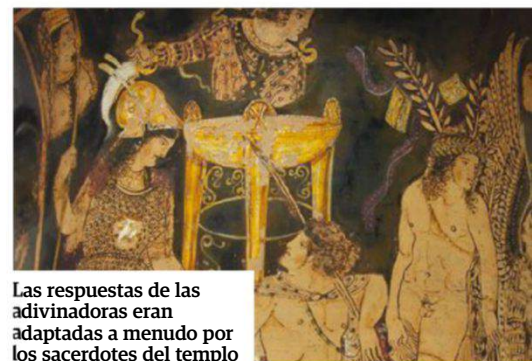 Las respuestas de las
adivinadoras eran
adaptadas a menudo por
los sacerdotes del templo